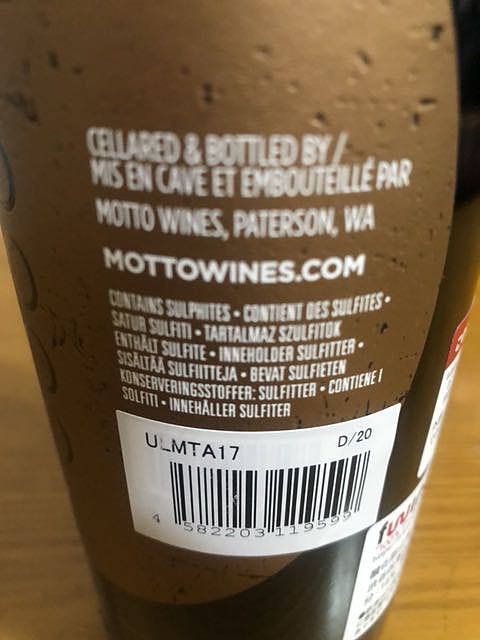 CELLARED & BOTTLED BY /
MIS EN CAVE ET EMBOUTEILLÉ PAR
MOTTO WINES, PATERSON, WA
MOTTOWINES.COM
CONTAINS SULPHITES • CONTIENT DES SULFITES •
SATUR SULFITI • TARTALMAZ SZULFITOK
ENTHÄLT SULFITE • INNEHOLDER SULFITTER •
SISÄLTÄÄ SULFIITTEJA • BEVAT SULFIETEN
KONSERVERINGSSTOFFER: SULFITTER • CONTIENE I
SOLFITI • INNEHÅLLER SULFITER
ULMTA17 D/20
4 582203 119599